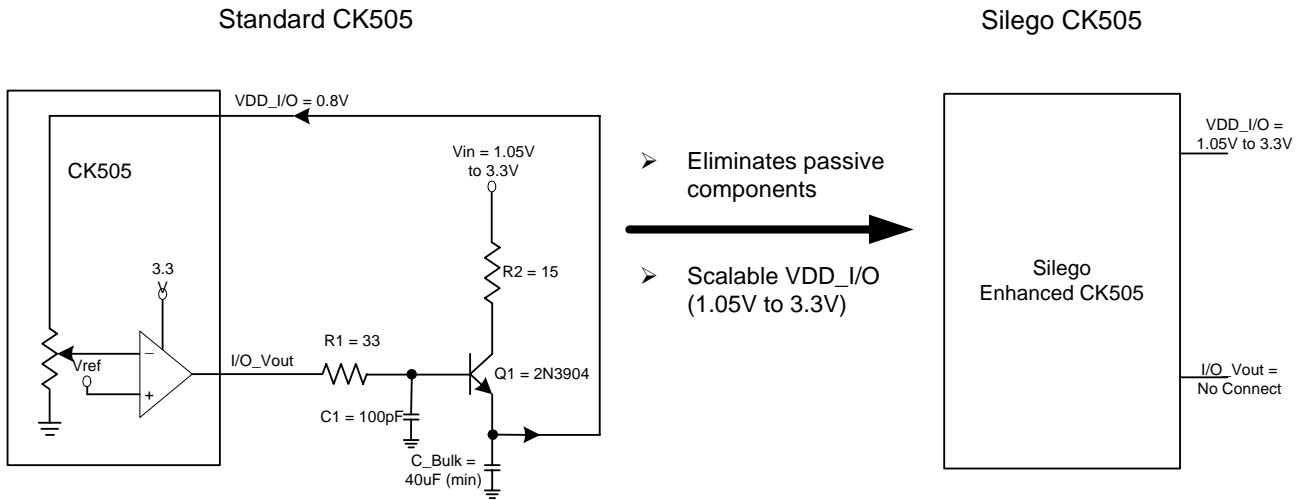 Standard CK505
Silego CK505
VDD_I/O = 0.8V
CK505
Vin = 1.05V
to 3.3V
R2 = 15
3.3
V
Vref
−
+
I/O_Vout
R1 = 33
C1 = 100pF
Q1 = 2N3904
C_Bulk =
40uF (min)
➢ Eliminates passive
components
➢ Scalable VDD_I/O
(1.05V to 3.3V)
VDD_I/O =
1.05V to 3.3V
Silego
Enhanced CK505
I/O_Vout =
No Connect